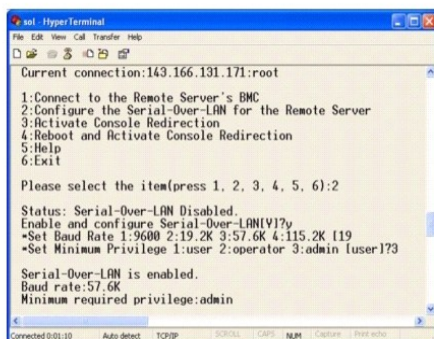 sol - HyperTerminal
File Edit View Call Transfer Help
Current connection:143.166.131.171:root
1:Connect to the Remote Server's BMC
2:Configure the Serial-Over-LAN for the Remote Server
3:Activate Console Redirection
4:Reboot and Activate Console Redirection
5:Help
6:Exit
Please select the item(press 1, 2, 3, 4, 5, 6):2
Status: Serial-Over-LAN Disabled.
Enable and configure Serial-Over-LAN[Y]?y
*Set Baud Rate 1:9600 2:19.2K 3:57.6K 4:115.2K [19
*Set Minimum Privilege 1:user 2:operator 3:admin [user]?3
Serial-Over-LAN is enabled.
Baud rate:57.6K
Minimum required privilege:admin
Connected 0:01:10 Auto detect TCP/IP SCROLL CAPS NUM Capture Print echo